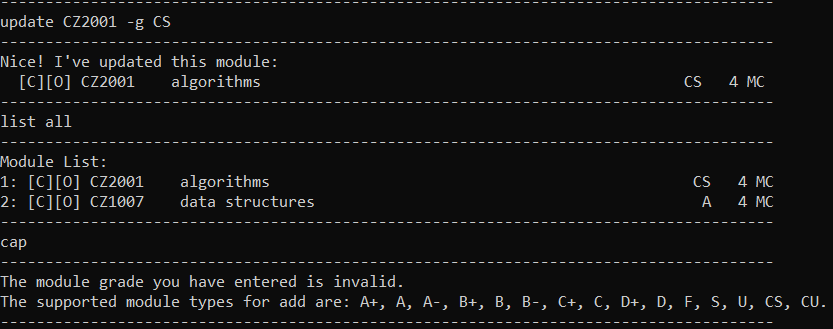 --------------------------------------------------------------------------------------
update CZ2001 -g CS
--------------------------------------------------------------------------------------
Nice! I've updated this module:
  [C][O] CZ2001    algorithms                                               CS   4 MC
--------------------------------------------------------------------------------------
list all
--------------------------------------------------------------------------------------
Module List:
1: [C][O] CZ2001    algorithms                                               CS   4 MC
2: [C][O] CZ1007    data structures                                           A   4 MC
--------------------------------------------------------------------------------------
cap
--------------------------------------------------------------------------------------
The module grade you have entered is invalid.
The supported module types for add are: A+, A, A-, B+, B, B-, C+, C, D+, D, F, S, U, CS, CU.
--------------------------------------------------------------------------------------